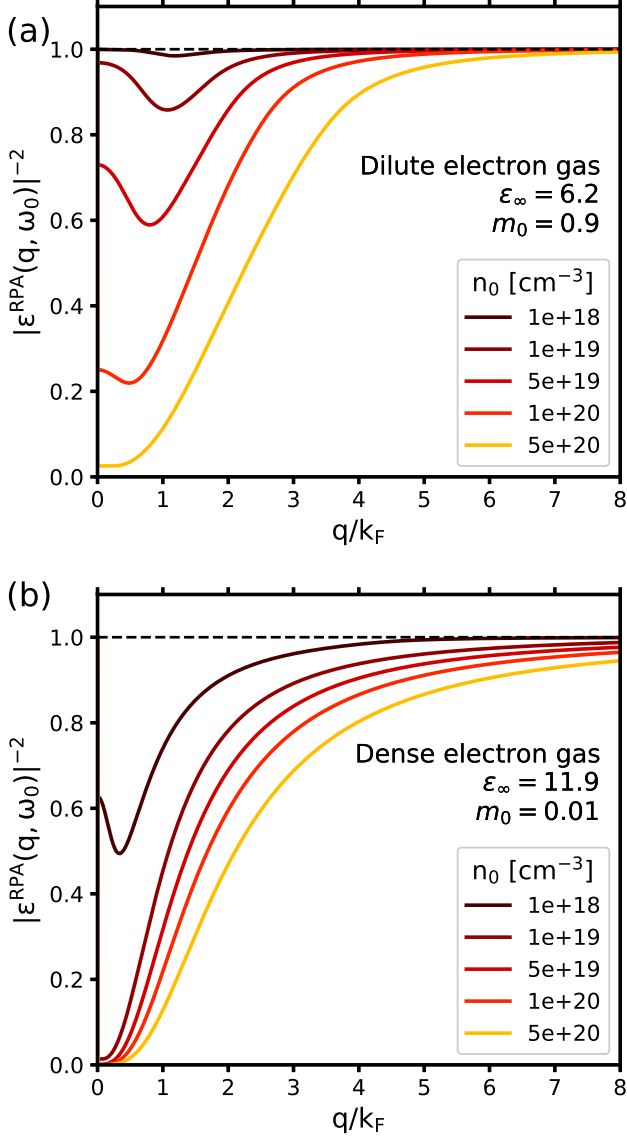 (a)
1.0
0.8
0.6
0.4
0.2
0.0
|ε^RPA(q, ω₀)|⁻²
Dilute electron gas
ε∞ = 6.2
m₀ = 0.9
n₀ [cm⁻³]
1e+18
1e+19
5e+19
1e+20
5e+20
0 1 2 3 4 5 6 7 8
q/k_F
(b)
1.0
0.8
0.6
0.4
0.2
0.0
|ε^RPA(q, ω₀)|⁻²
Dense electron gas
ε∞ = 11.9
m₀ = 0.01
n₀ [cm⁻³]
1e+18
1e+19
5e+19
1e+20
5e+20
0 1 2 3 4 5 6 7 8
q/k_F